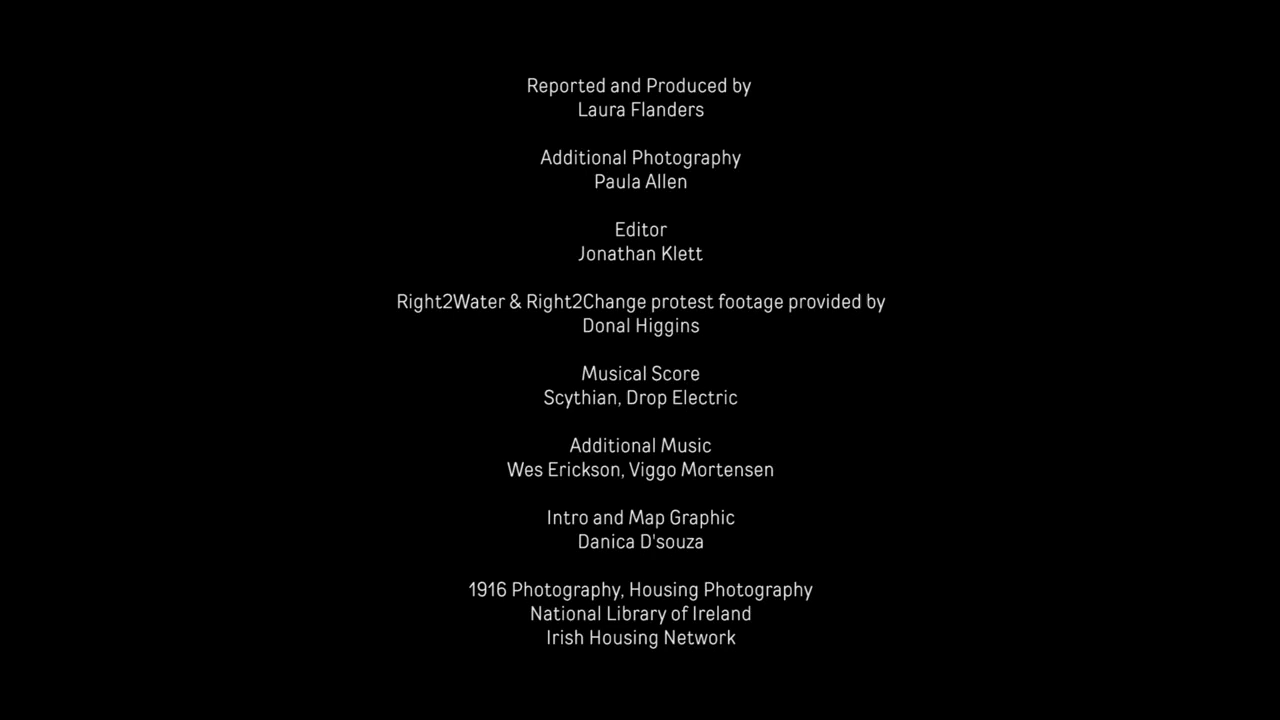 Reported and Produced by
Laura Flanders
Additional Photography
Paula Allen
Editor
Jonathan Klett
Right2Water & Right2Change protest footage provided by
Donal Higgins
Musical Score
Scythian, Drop Electric
Additional Music
Wes Erickson, Viggo Mortensen
Intro and Map Graphic
Danica D'souza
1916 Photography, Housing Photography
National Library of Ireland
Irish Housing Network